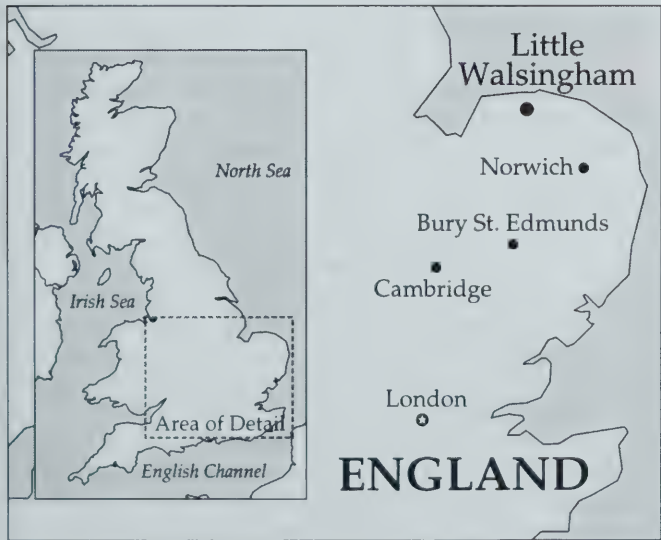 Little
Walsingham
North Sea
Norwich
Bury St. Edmunds
Irish Sea
Cambridge
London
Area of Detail
English Channel
ENGLAND